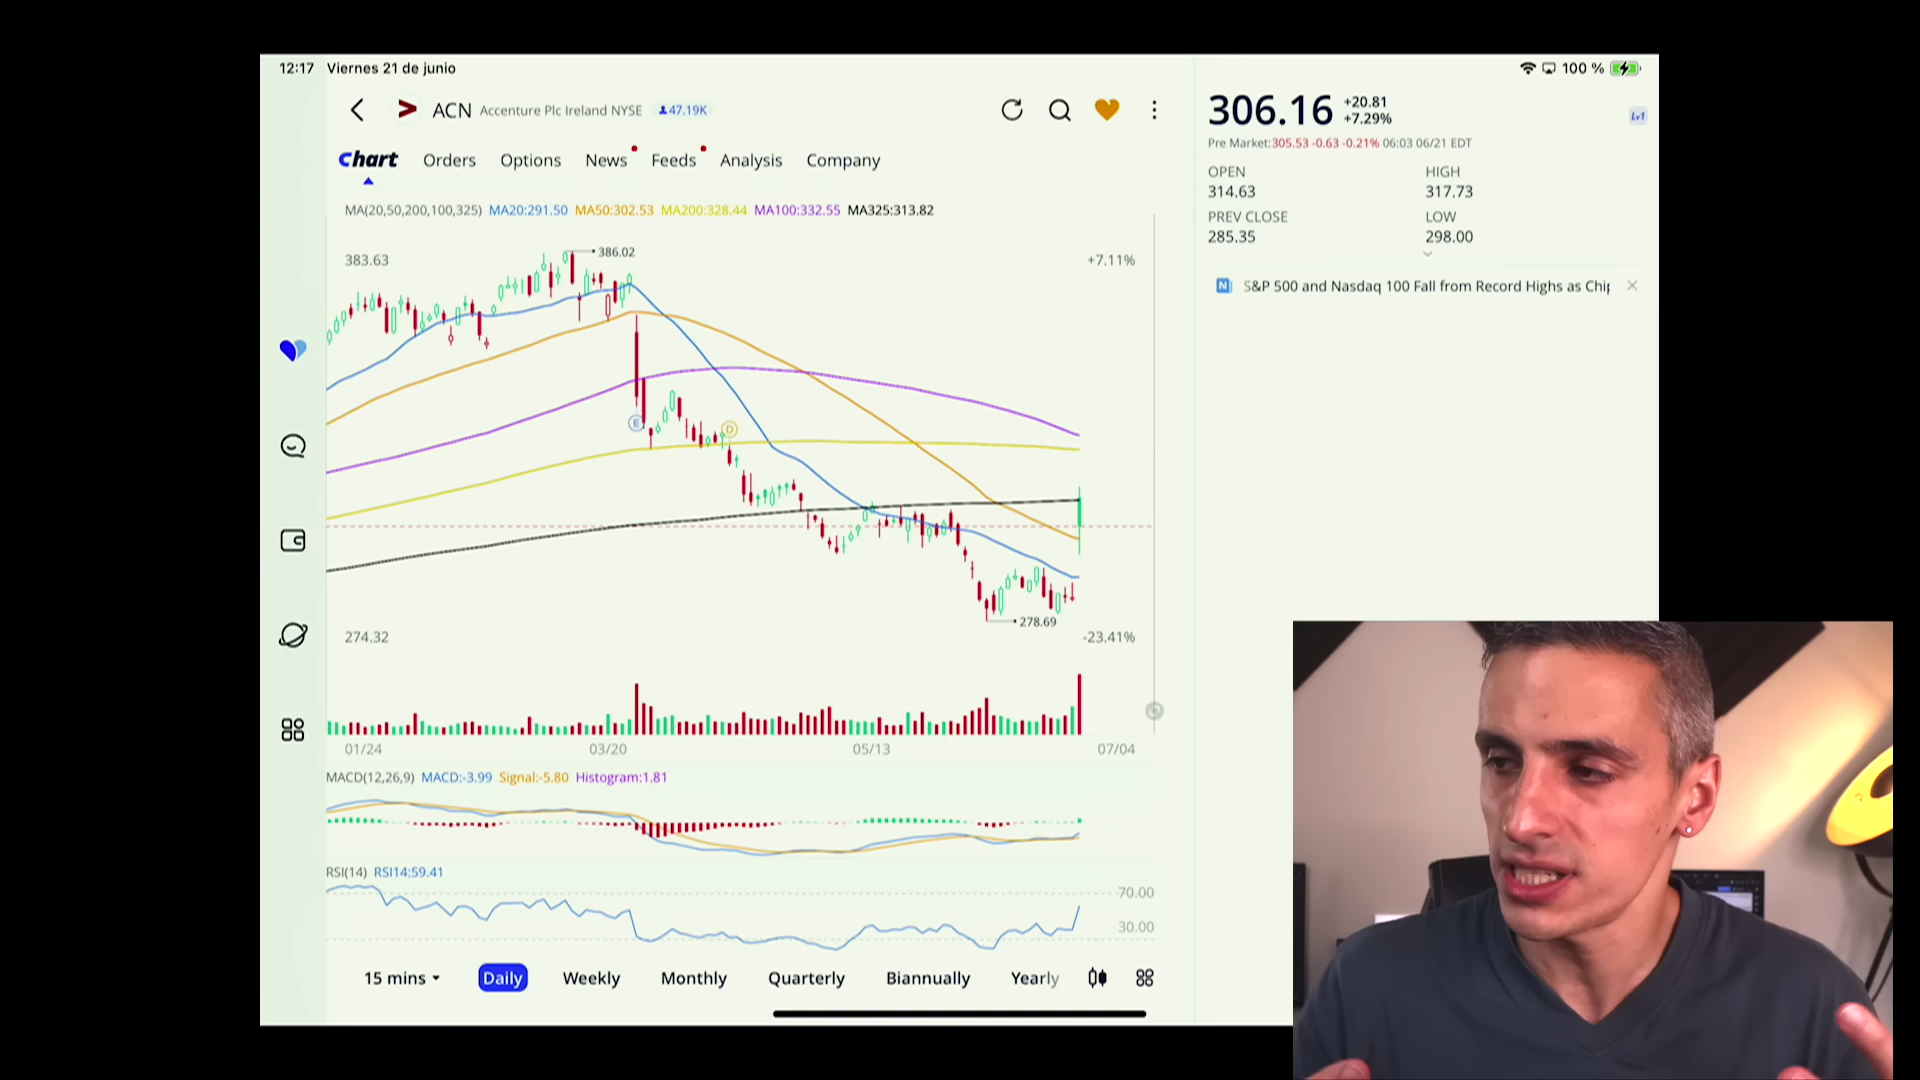 12:17 Viernes 21 de junio
100 %
ACN Accenture Plc Ireland NYSE 47.19K
Chart Orders Options News Feeds Analysis Company
MA(20,50,200,100,325) MA20:291.50 MA50:302.53 MA200:328.44 MA100:332.55 MA325:313.82
383.63
386.02
+7.11%
E
D
274.32
278.69
-23.41%
01/24 03/20 05/13 07/04
MACD(12,26,9) MACD:-3.99 Signal:-5.80 Histogram:1.81
RSI(14) RSI14:59.41
70.00
30.00
15 mins Daily Weekly Monthly Quarterly Biannually Yearly
306.16 +20.81
+7.29%
Lv1
Pre Market:305.53 -0.63 -0.21% 06:03 06/21 EDT
OPEN HIGH
314.63 317.73
PREV CLOSE LOW
285.35 298.00
N S&P 500 and Nasdaq 100 Fall from Record Highs as Chip